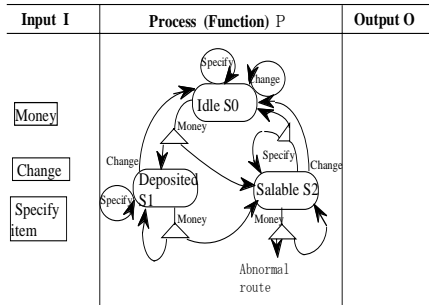 Input I
Process (Function) P
Output O
Specify
Change
Idle S0
Money
Money
Change
Specify
item
Change
Deposited
S1
Specify
Specify
Salable S2
Change
Money
Money
Abnormal
route